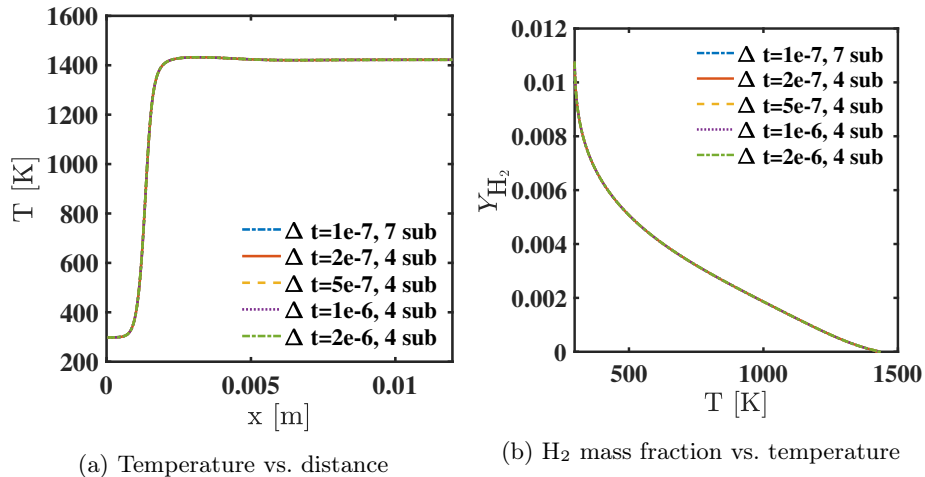 1600
1400
1200
1000
800
600
400
200
T [K]
0
0.005
0.01
x [m]
Δ t=1e-7, 7 sub
Δ t=2e-7, 4 sub
Δ t=5e-7, 4 sub
Δ t=1e-6, 4 sub
Δ t=2e-6, 4 sub
(a) Temperature vs. distance
0.012
0.01
0.008
0.006
0.004
0.002
0
Y_{H_2}
500
1000
1500
T [K]
Δ t=1e-7, 7 sub
Δ t=2e-7, 4 sub
Δ t=5e-7, 4 sub
Δ t=1e-6, 4 sub
Δ t=2e-6, 4 sub
(b) H₂ mass fraction vs. temperature